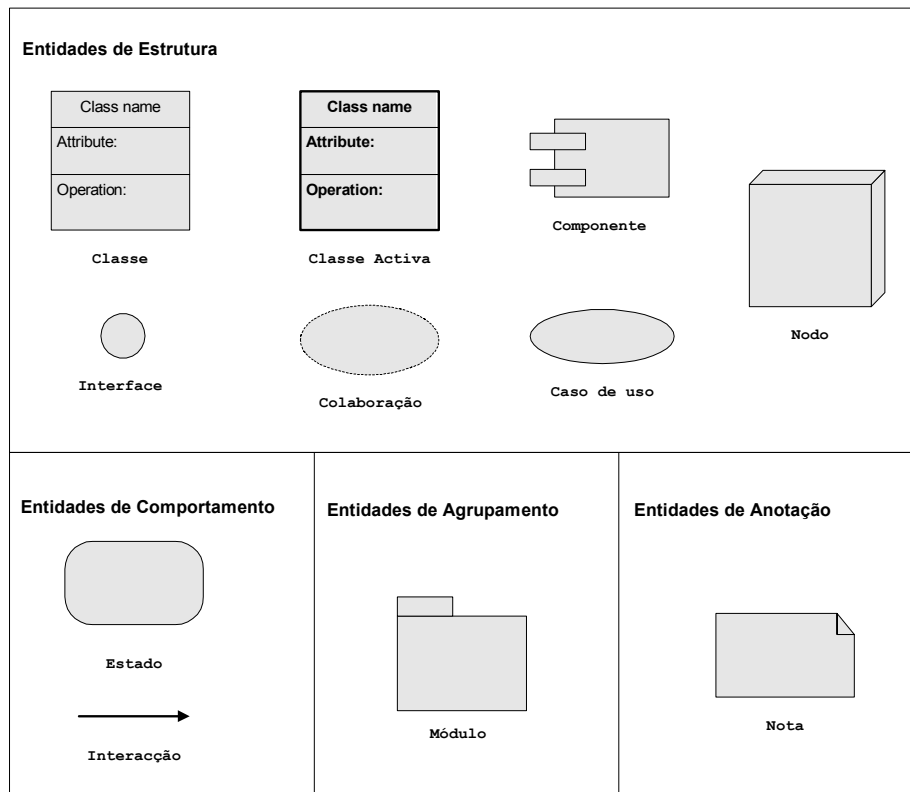 Entidades de Estrutura
Class name
Attribute:
Operation:
Classe
Class name
Attribute:
Operation:
Classe Activa
Componente
Nodo
Interface
Colaboração
Caso de uso
Entidades de Comportamento
Estado
Interacção
Entidades de Agrupamento
Módulo
Entidades de Anotação
Nota